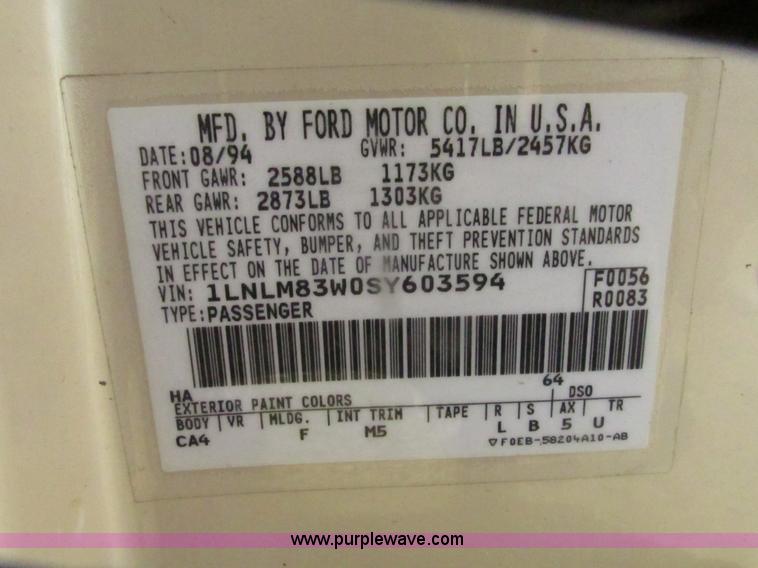 MFD. BY FORD MOTOR CO. IN U.S.A.
DATE: 08/94 GVWR: 5417LB/2457KG
FRONT GAWR: 2588LB 1173KG
REAR GAWR: 2873LB 1303KG
THIS VEHICLE CONFORMS TO ALL APPLICABLE FEDERAL MOTOR
VEHICLE SAFETY, BUMPER, AND THEFT PREVENTION STANDARDS
IN EFFECT ON THE DATE OF MANUFACTURE SHOWN ABOVE.
VIN: 1LNLM83W0SY603594 F0056
TYPE: PASSENGER R0083
HA 64
EXTERIOR PAINT COLORS DSO
BODY VR MLDG. INT TRIM TAPE R S AX TR
CA4 F M5 L B 5 U
F0EB-58204A10-AB
www.purplewave.com